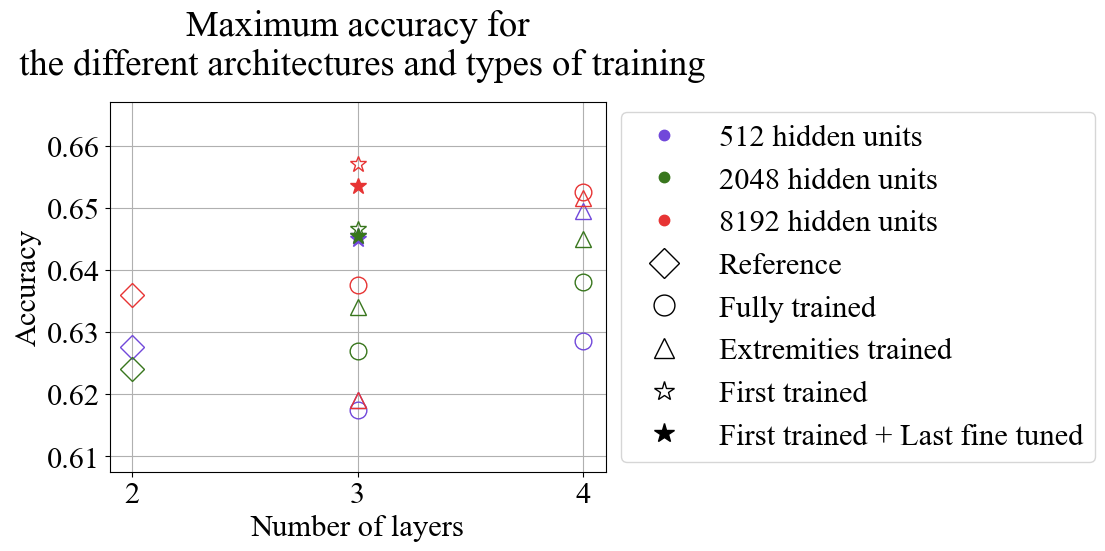 Maximum accuracy for
the different architectures and types of training
0.66
0.65
0.64
0.63
0.62
0.61
Accuracy
2 3 4
Number of layers
512 hidden units
2048 hidden units
8192 hidden units
Reference
Fully trained
Extremities trained
First trained
First trained + Last fine tuned